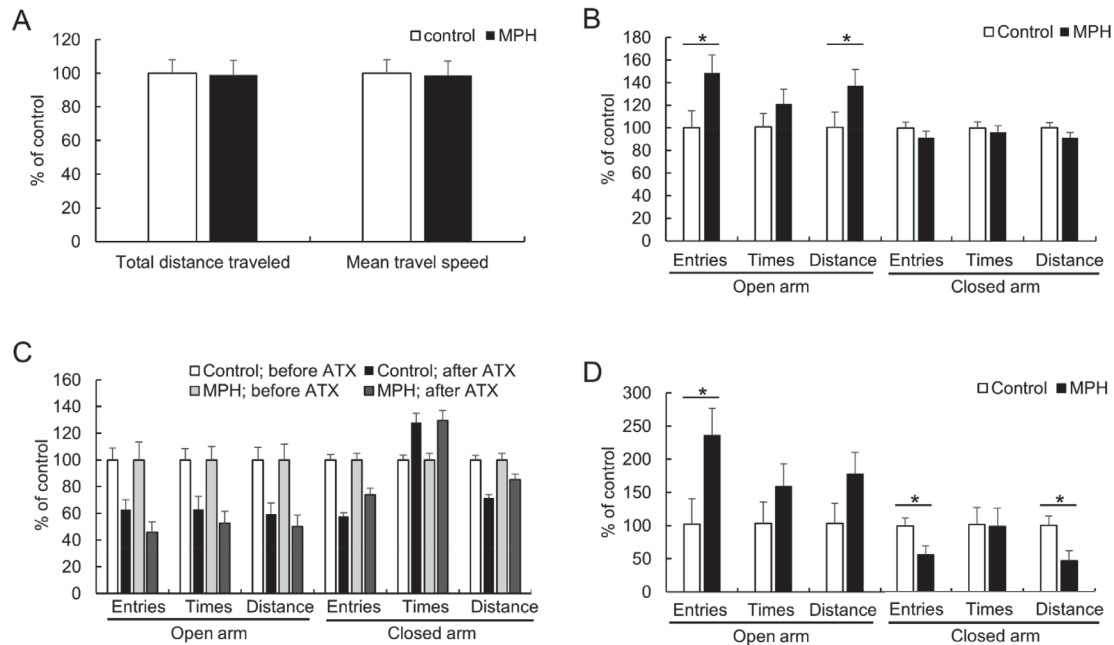 A
control MPH
120
100
80
60
40
20
0
% of control
Total distance traveled Mean travel speed
B
Control MPH
180
160
140
120
100
80
60
40
20
0
% of control
* *
Entries Times Distance Entries Times Distance
Open arm Closed arm
C
Control; before ATX Control; after ATX
MPH; before ATX MPH; after ATX
160
140
120
100
80
60
40
20
0
% of control
Entries Times Distance Entries Times Distance
Open arm Closed arm
D
Control MPH
300
250
200
150
100
50
0
% of control
* * *
Entries Times Distance Entries Times Distance
Open arm Closed arm